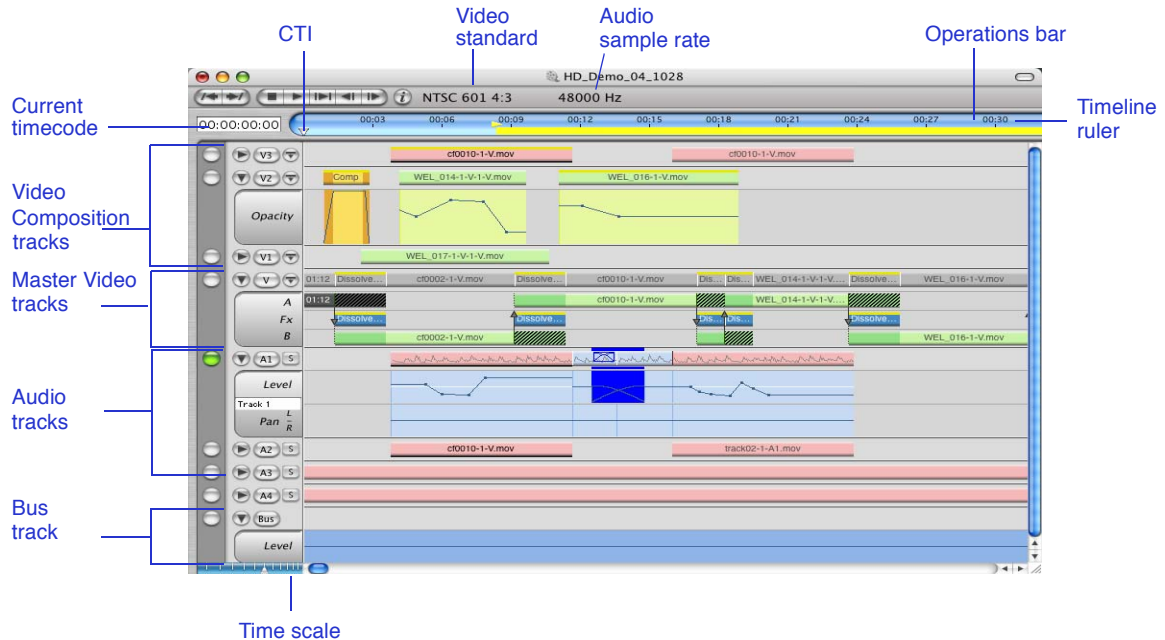 CTI
Video
standard
Audio
sample rate
Operations bar
HD_Demo_04_1028
NTSC 601 4:3
48000 Hz
Current
timecode
00:00:00:00
00:03
00:06
00:09
00:12
00:15
00:18
00:21
00:24
00:27
00:30
Timeline
ruler
V3
cf0010-1-V.mov
cf0010-1-V.mov
Video
Composition
tracks
V2
Comp
WEL_014-1-V-1-V.mov
WEL_016-1-V.mov
Opacity
V1
WEL_017-1-V-1-V.mov
Master Video
tracks
V
01:12
Dissolve...
cf0002-1-V.mov
Dissolve...
cf0010-1-V.mov
Dis...
Dis...
WEL_014-1-V-1-V...
Dissolve...
WEL_016-1-V.mov
A
01:12
cf0010-1-V.mov
WEL_014-1-V-1-V...
Fx
Dissolve...
Dissolve...
Dis...
Dis...
Dissolve...
B
cf0002-1-V.mov
WEL_016-1-V.mov
Audio
tracks
A1
S
Level
Track 1
Pan
L
R
A2
S
cf0010-1-V.mov
track02-1-A1.mov
A3
S
A4
S
Bus
track
Bus
Level
Time scale